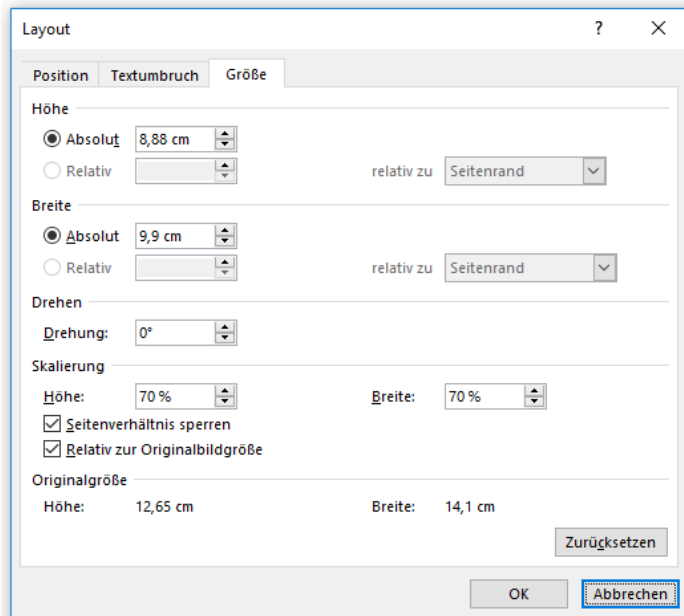 Layout ?
Position Textumbruch Größe
Höhe
Absolut 8,88 cm
Relativ relativ zu Seitenrand
Breite
Absolut 9,9 cm
Relativ relativ zu Seitenrand
Drehen
Drehung: 0°
Skalierung
Höhe: 70 % Breite: 70 %
Seitenverhältnis sperren
Relativ zur Originalbildgröße
Originalgröße
Höhe: 12,65 cm Breite: 14,1 cm
Zurücksetzen
OK Abbrechen